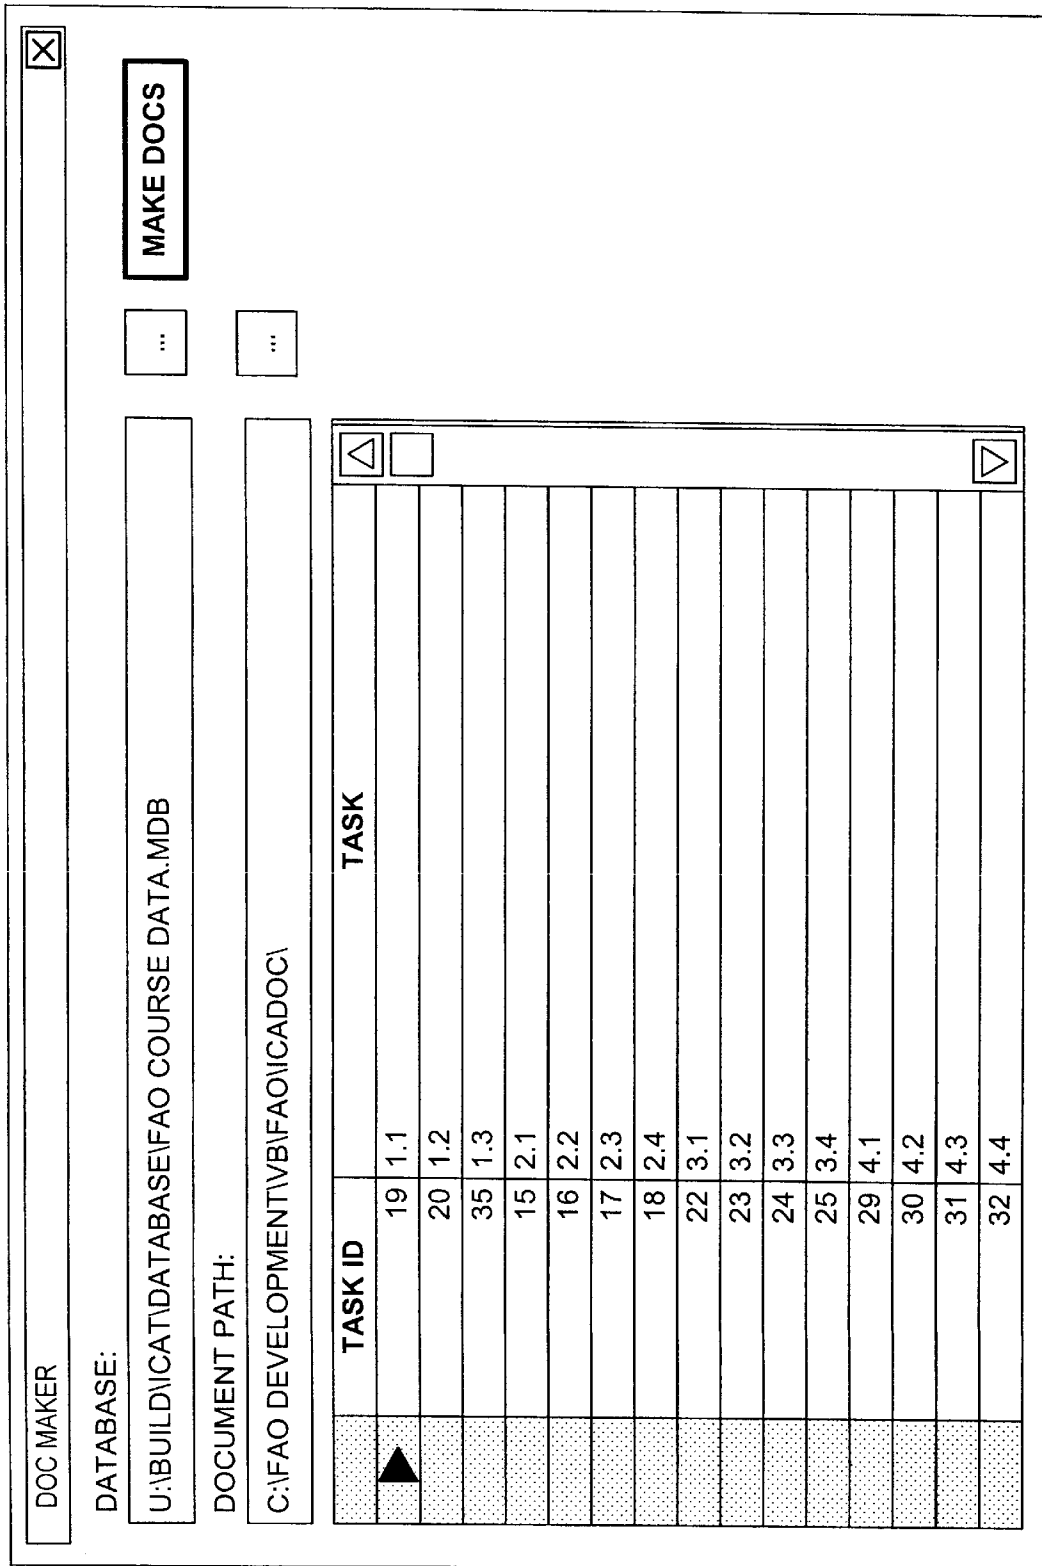 DOC MAKER
DATABASE:
U:\BUILD\ICAT\DATABASE\FAO COURSE DATA.MDB
...
MAKE DOCS
DOCUMENT PATH:
C:\FAO DEVELOPMENT\VB\FAO\ICADOC\
...
TASK ID TASK
19 1.1
20 1.2
35 1.3
15 2.1
16 2.2
17 2.3
18 2.4
22 3.1
23 3.2
24 3.3
25 3.4
29 4.1
30 4.2
31 4.3
32 4.4